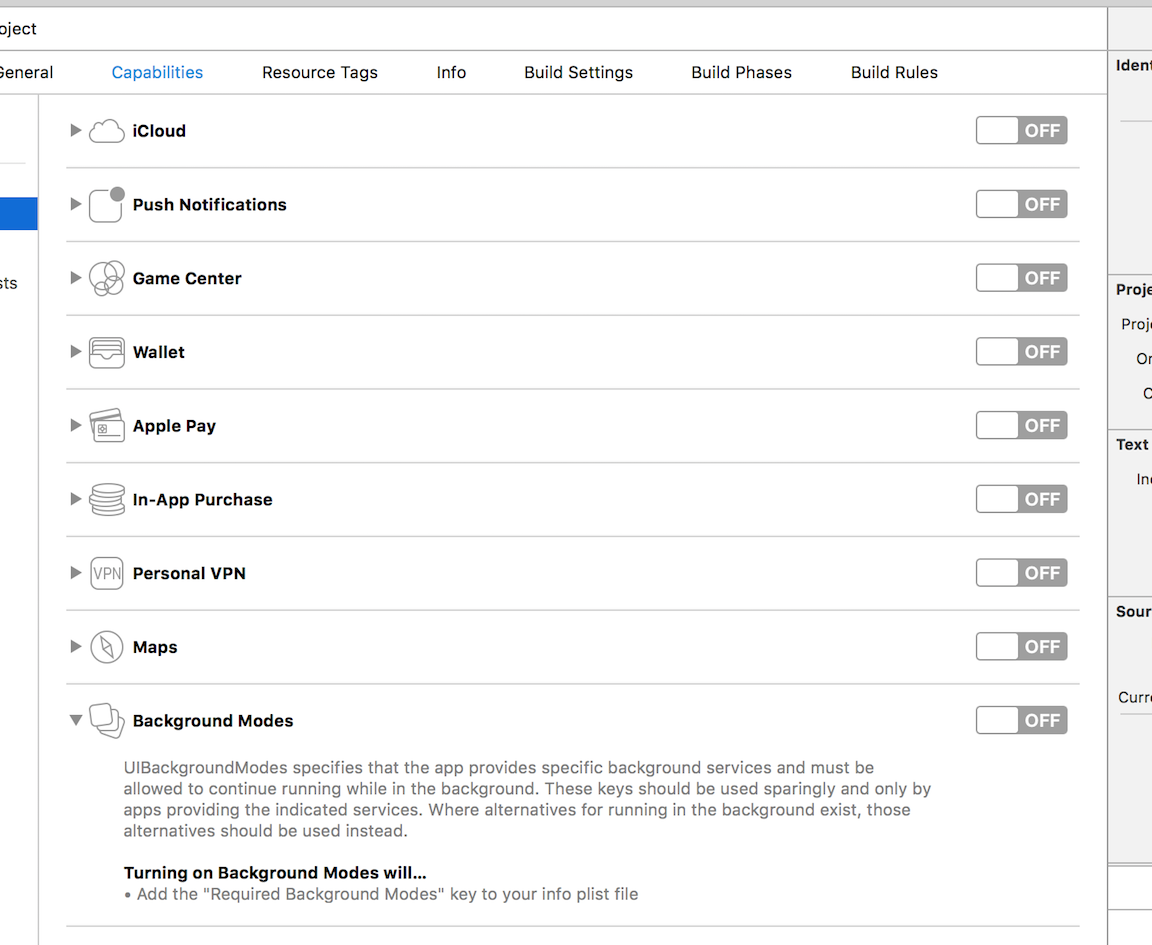 oject
General Capabilities Resource Tags Info Build Settings Build Phases Build Rules
Ident
iCloud OFF
Push Notifications OFF
Game Center OFF
sts
Proje
Proje
Or
Wallet OFF
C
Apple Pay OFF
Text
In-App Purchase OFF
Inc
VPN Personal VPN OFF
Sour
Maps OFF
Curre
Background Modes OFF
UIBackgroundModes specifies that the app provides specific background services and must be
allowed to continue running while in the background. These keys should be used sparingly and only by
apps providing the indicated services. Where alternatives for running in the background exist, those
alternatives should be used instead.
Turning on Background Modes will...
• Add the "Required Background Modes" key to your info plist file